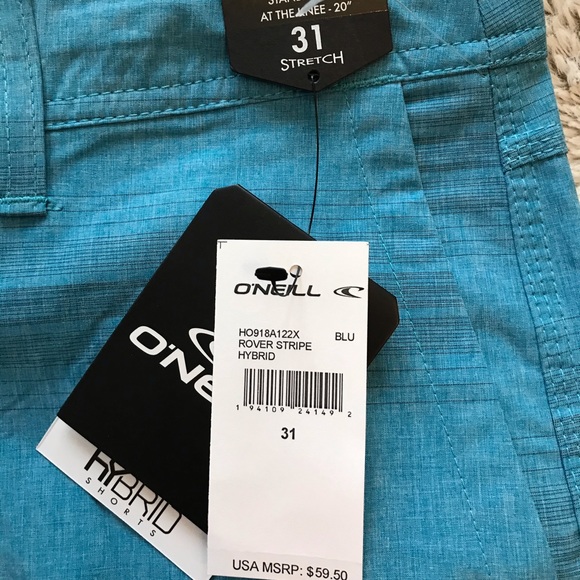 AT THE KNEE - 20"
31
STRETCH
O'NEILL
HO918A122X BLU
ROVER STRIPE
HYBRID
1 94109 24149 2
31
USA MSRP: $59.50
O'NEILL
HYBRID
SHORTS